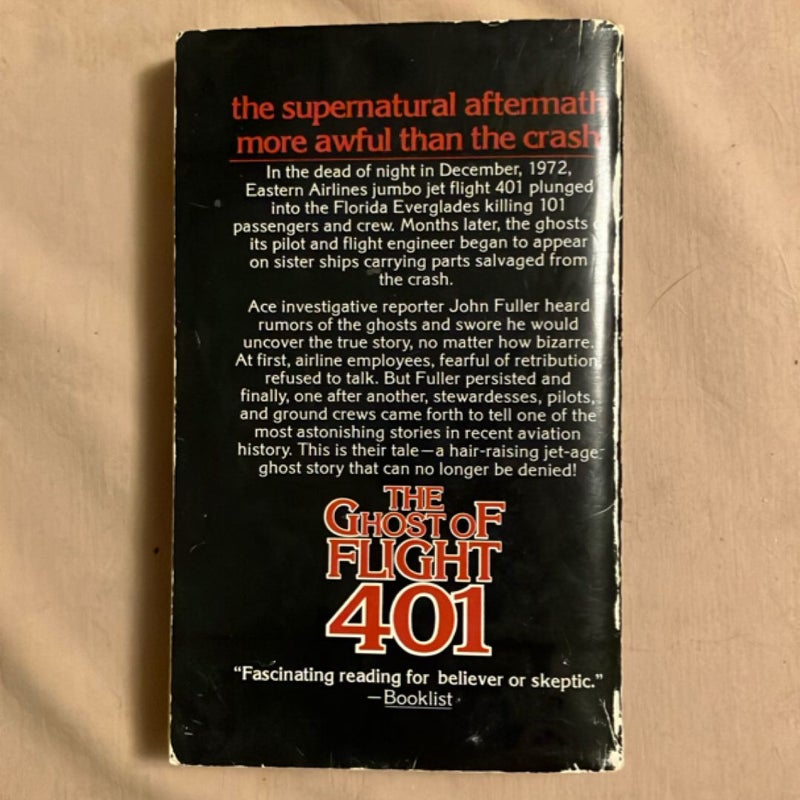 the supernatural aftermath
more awful than the crash
In the dead of night in December, 1972,
Eastern Airlines jumbo jet flight 401 plunged
into the Florida Everglades killing 101
passengers and crew. Months later, the ghosts
its pilot and flight engineer began to appear
on sister ships carrying parts salvaged from
the crash.
Ace investigative reporter John Fuller heard
rumors of the ghosts and swore he would
uncover the true story, no matter how bizarre.
At first, airline employees, fearful of retribution
refused to talk. But Fuller persisted and
finally, one after another, stewardesses, pilots,
and ground crews came forth to tell one of the
most astonishing stories in recent aviation
history. This is their tale—a hair-raising jet-age
ghost story that can no longer be denied!
THE
GHOST OF
FLIGHT
401
“Fascinating reading for believer or skeptic.”
—Booklist